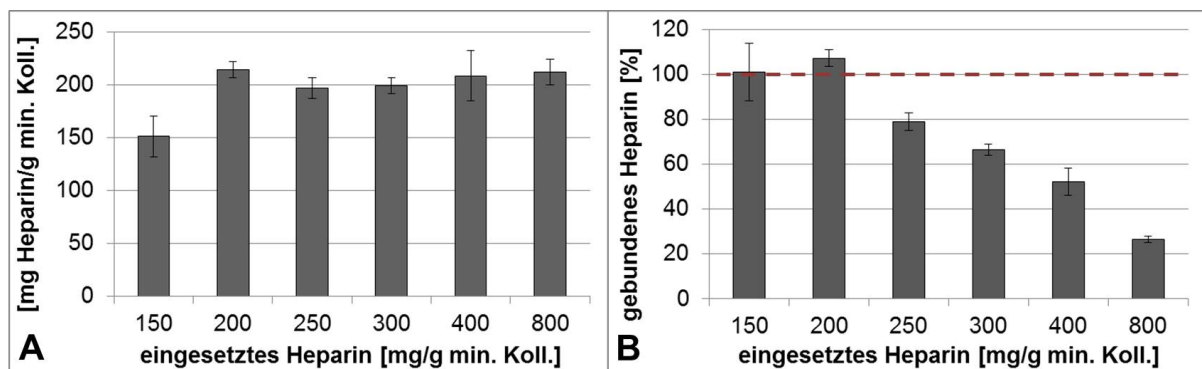 [mg Heparin/g min. Koll.]
250
200
150
100
50
0
150 200 250 300 400 800
eingesetztes Heparin [mg/g min. Koll.]
A
gebundenes Heparin [%]
120
100
80
60
40
20
0
150 200 250 300 400 800
eingesetztes Heparin [mg/g min. Koll.]
B